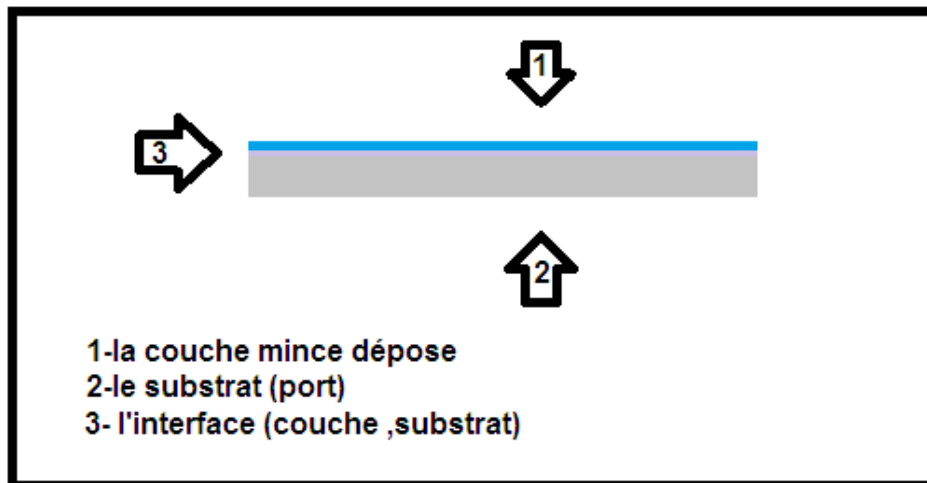 1
3
2
1-la couche mince dépose
2-le substrat (port)
3- l'interface (couche ,substrat)